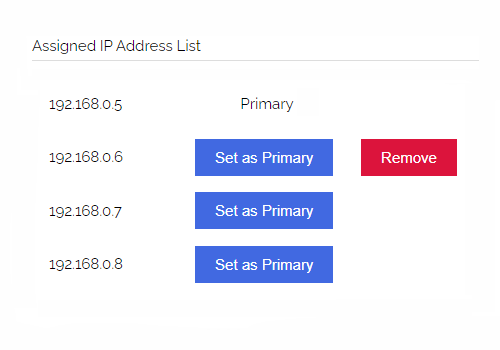 Assigned IP Address List
192.168.0.5 Primary
192.168.0.6 Set as Primary Remove
192.168.0.7 Set as Primary
192.168.0.8 Set as Primary